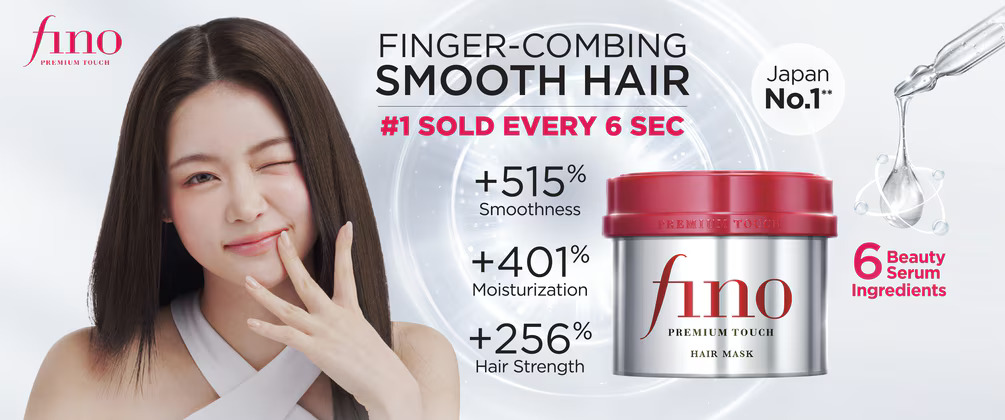 fino
PREMIUM TOUCH
FINGER-COMBING
SMOOTH HAIR
#1 SOLD EVERY 6 SEC
Japan
No.1**
+515%
Smoothness
+401%
Moisturization
+256%
Hair Strength
PREMIUM TOUCH
fino
PREMIUM TOUCH
HAIR MASK
6 Beauty
Serum
Ingredients